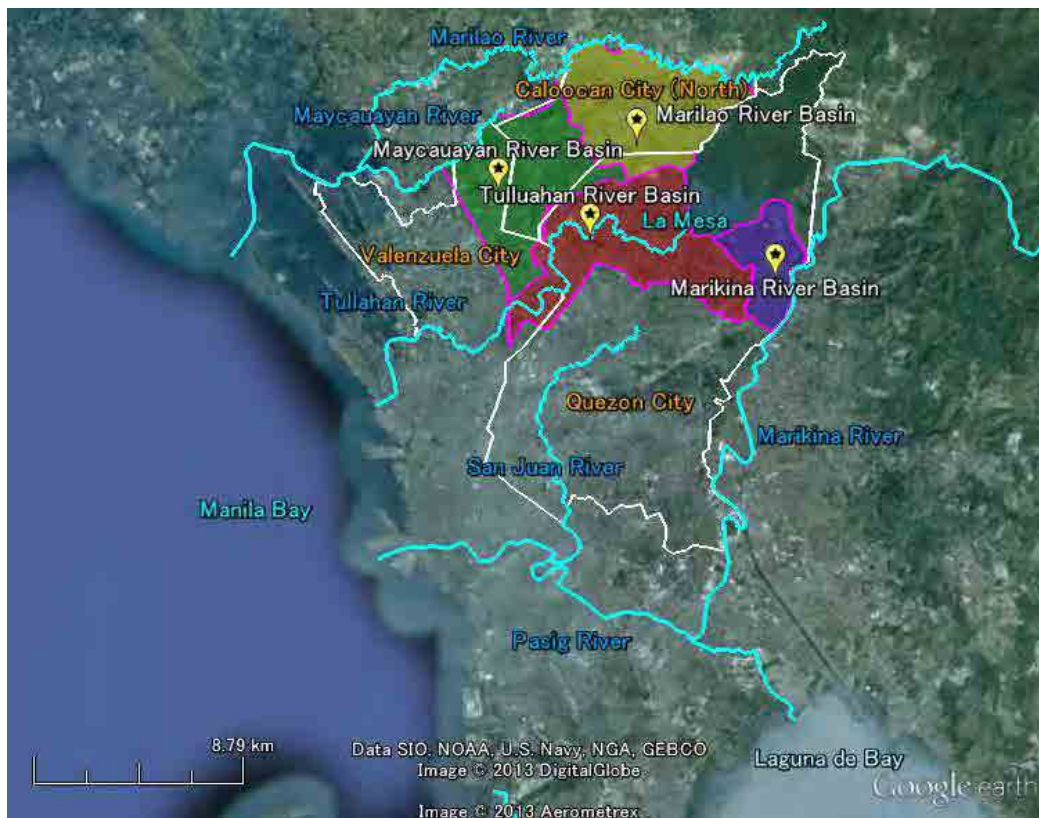 Marilao River
Caloocan City (North)
Maycauayan River
Marilao River Basin
Maycauayan River Basin
Tulluahan River Basin
La Mesa
Valenzuela City
Marikina River Basin
Tullahan River
Quezon City
Marikina River
San Juan River
Manila Bay
Pasig River
8.79 km
Data SIO, NOAA, U.S. Navy, NGA, GEBCO
Image © 2013 DigitalGlobe
Laguna de Bay
Google earth
Image © 2013 Aerometrex